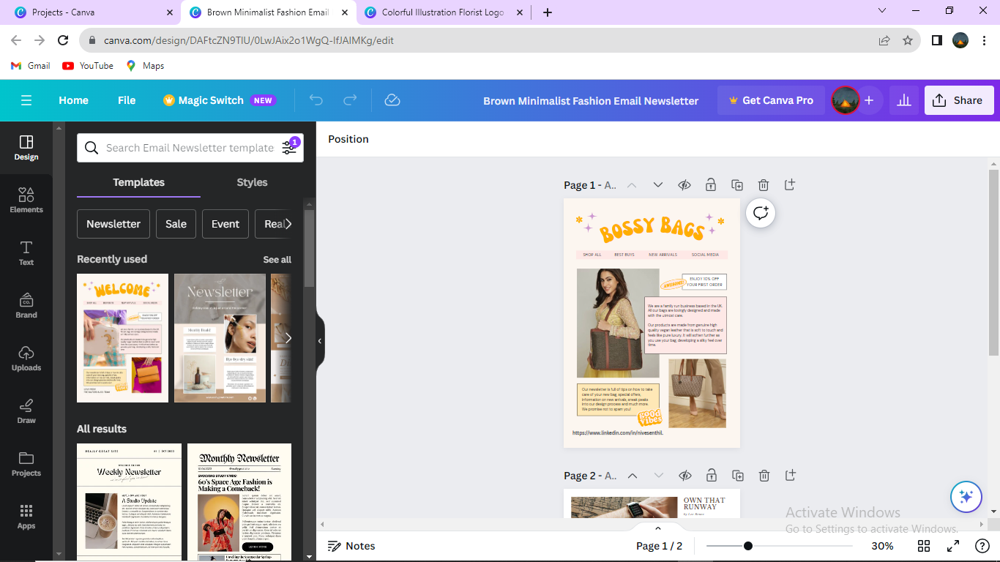 Projects - Canva
Brown Minimalist Fashion Email
Colorful Illustration Florist Logo
canva.com/design/DAFtcZN9TIU/0LwJAix2o1WgQ-IfJAIMKg/edit
Gmail
YouTube
Maps
Home
File
Magic Switch
NEW
Brown Minimalist Fashion Email Newsletter
Get Canva Pro
Share
Design
Elements
Text
CO.
Brand
Uploads
Draw
Projects
Apps
Search Email Newsletter template
1
Templates
Styles
Newsletter
Sale
Event
Real
Recently used
See all
WELCOME
Newsletter
All results
Weekly Newsletter
A Studio Update
Monthly Newsletter
Sunday
SHOCKING STUDY FINDS:
60's Space Age Fashion is
Making a Comeback!
LEARN MORE
Position
Page 1 - A..
BOSSY BAGS
SHOP ALL
BEST BUYS
NEW ARRIVALS
SOCIAL MEDIA
AWESOME!
ENJOY 10% OFF
YOUR FIRST ORDER
We are a family run business based in the UK.
All our bags are lovingly designed and made
with the utmost care.
Our products are made from genuine high
quality vegan leather that is soft to touch and
feels like pure luxury. It will soften further as
you use your bag, developing a silky feel over
time.
Our newsletter is full of tips on how to take
care of your new bag, special offers,
information on new arrivals, sneak peaks
into our design process and much more.
We promise not to spam you!
good
vibes
https://www.linkedin.com/in/nivesenthil.
Page 2 - A..
OWN THAT
RUNWAY
Activate Windows
Go to Settings to activate Windows.
Notes
Page 1 / 2
30%